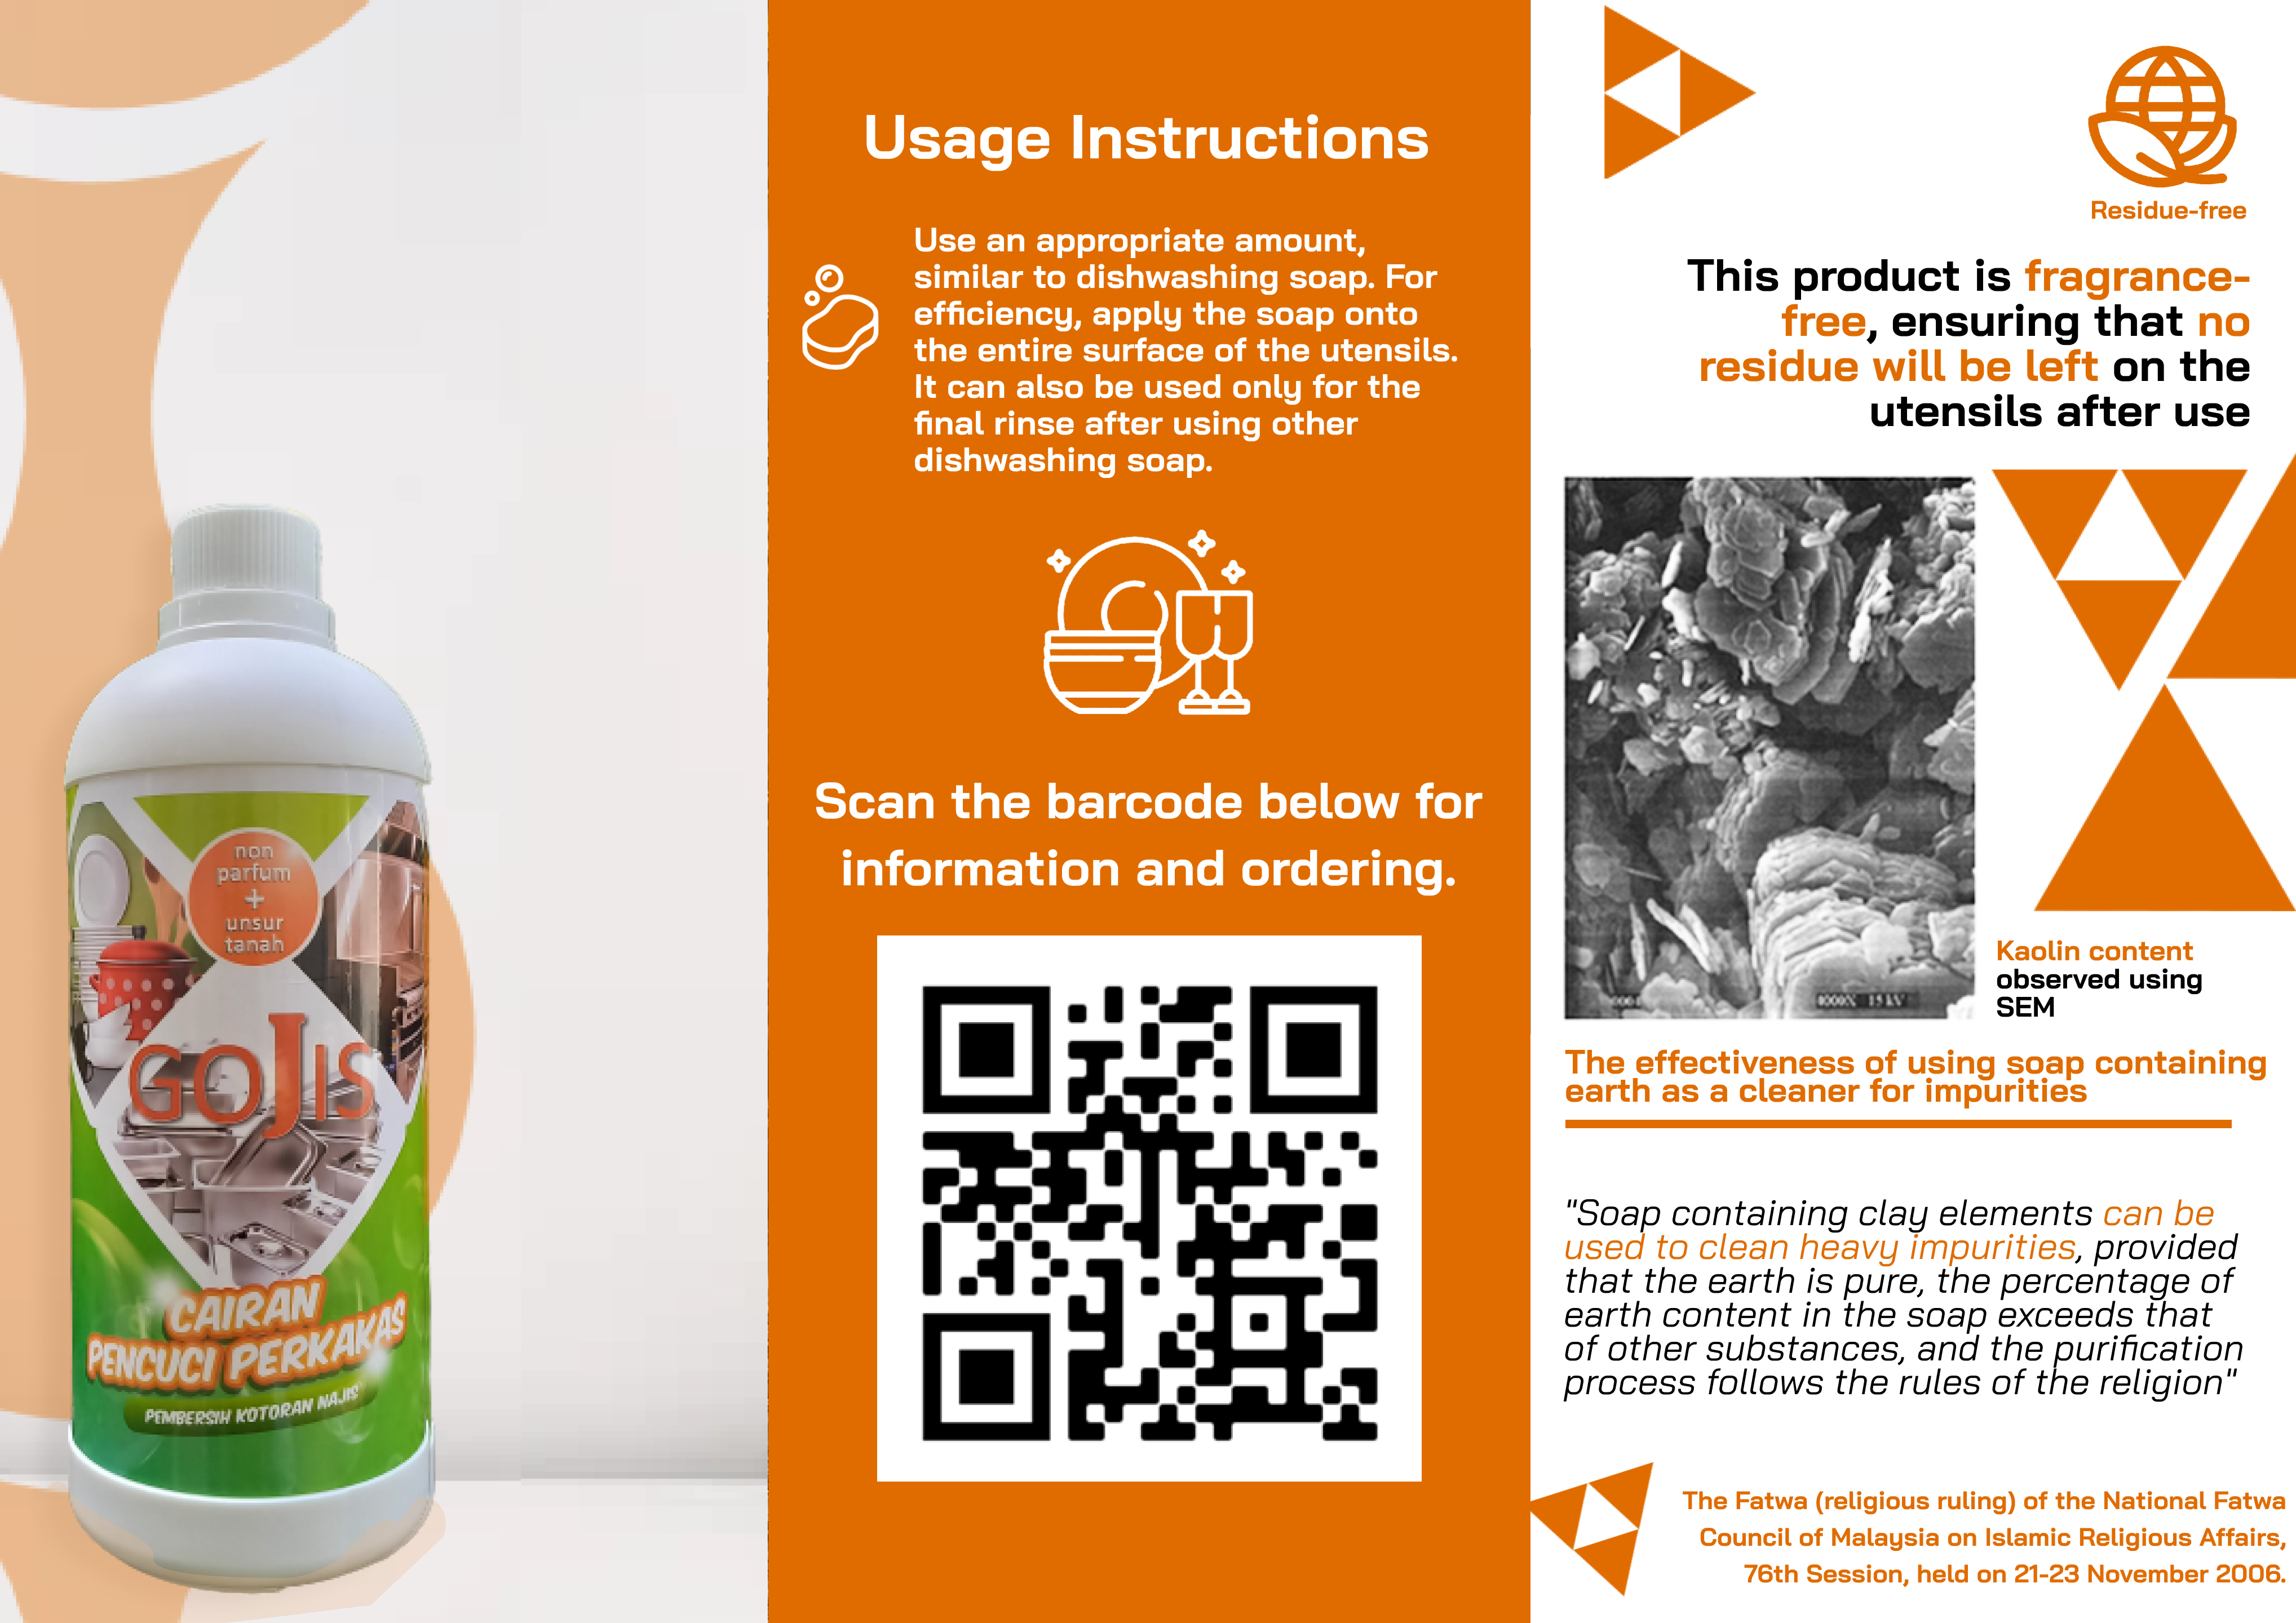 non
parfum
+
unsur
tanah
GOJIS
CAIRAN
PENCUCI PERKAKAS
PEMBERSIH KOTORAN NAJIS
Usage Instructions
Use an appropriate amount,
similar to dishwashing soap. For
efficiency, apply the soap onto
the entire surface of the utensils.
It can also be used only for the
final rinse after using other
dishwashing soap.
Scan the barcode below for
information and ordering.
Residue-free
This product is fragrance-
free, ensuring that no
residue will be left on the
utensils after use
15 kV
Kaolin content
observed using
SEM
The effectiveness of using soap containing
earth as a cleaner for impurities
"Soap containing clay elements can be
used to clean heavy impurities, provided
that the earth is pure, the percentage of
earth content in the soap exceeds that
of other substances, and the purification
process follows the rules of the religion"
The Fatwa (religious ruling) of the National Fatwa
Council of Malaysia on Islamic Religious Affairs,
76th Session, held on 21-23 November 2006.